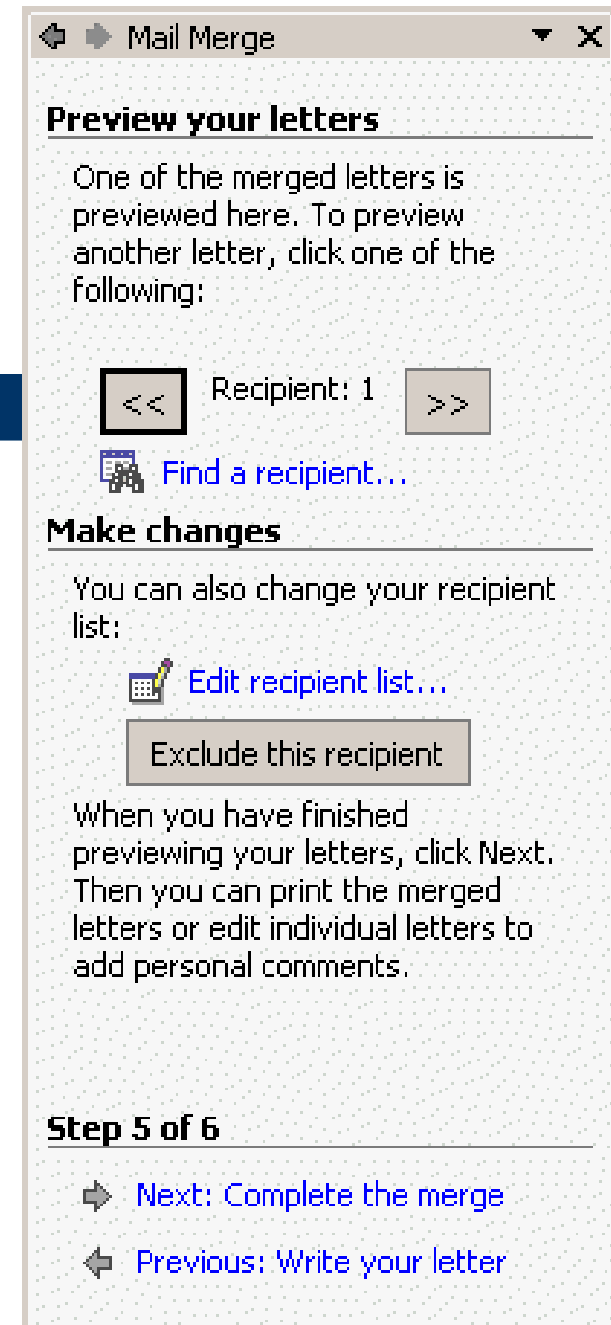 Mail Merge
Preview your letters
One of the merged letters is
previewed here. To preview
another letter, click one of the
following:
<< Recipient: 1 >>
Find a recipient...
Make changes
You can also change your recipient
list:
Edit recipient list...
Exclude this recipient
When you have finished
previewing your letters, click Next.
Then you can print the merged
letters or edit individual letters to
add personal comments.
Step 5 of 6
Next: Complete the merge
Previous: Write your letter